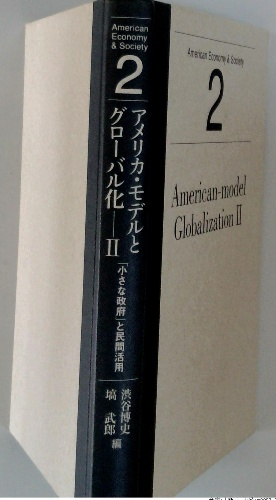 American
Economy
& Society
2
アメリカ・モデルと
グローバル化—II
「小さな政府」と民間活用
渋谷博史
塙　武郎 編
American Economy & Society
2
American-model
Globalization II